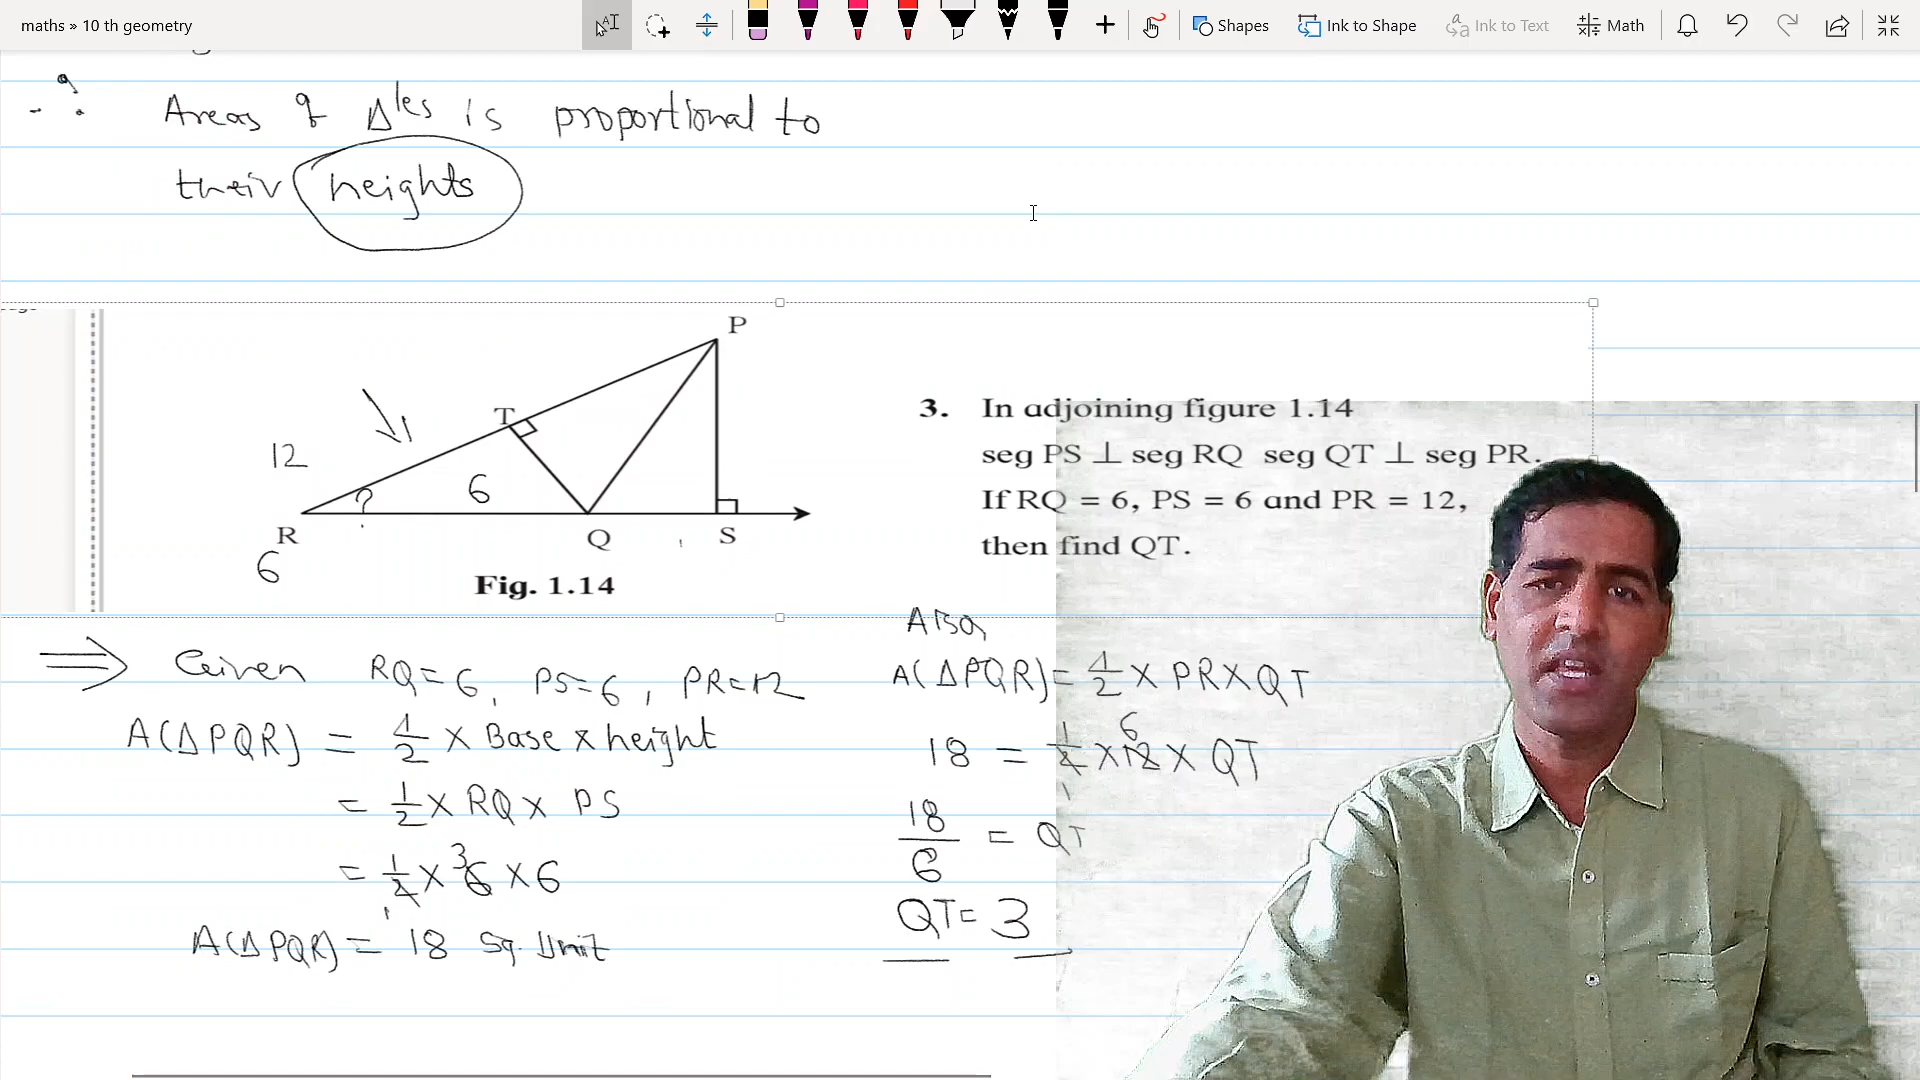 maths » 10 th geometry
Shapes Ink to Shape Ink to Text Math
∴ Areas of Δles is proportional to
their heights
P
T
12
?
6
R
Q
S
6
Fig. 1.14
3. In adjoining figure 1.14
seg PS ⊥ seg RQ seg QT ⊥ seg PR.
If RQ = 6, PS = 6 and PR = 12,
then find QT.
⇒ Given RQ = 6, PS = 6, PR = 12
A(ΔPQR) = 1/2 × Base × height
= 1/2 × RQ × PS
= 1/2 × 6 3 × 6
A(ΔPQR) = 18 sq. Unit
Also,
A(ΔPQR) = 1/2 × PR × QT
18 = 1/2 × 12 6 × QT
18/6 = QT
QT = 3